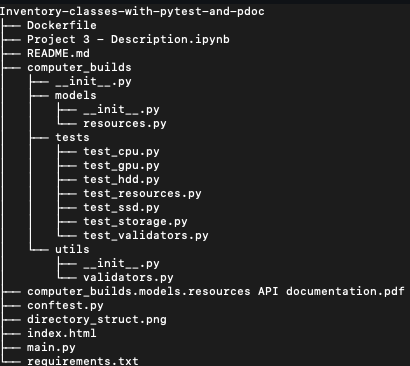 Inventory-classes-with-pytest-and-pdoc
├── Dockerfile
├── Project 3 - Description.ipynb
├── README.md
├── computer_builds
│   ├── __init__.py
│   ├── models
│   │   ├── __init__.py
│   │   └── resources.py
│   ├── tests
│   │   ├── test_cpu.py
│   │   ├── test_gpu.py
│   │   ├── test_hdd.py
│   │   ├── test_resources.py
│   │   ├── test_ssd.py
│   │   ├── test_storage.py
│   │   └── test_validators.py
│   └── utils
│       ├── __init__.py
│       └── validators.py
├── computer_builds.models.resources API documentation.pdf
├── conftest.py
├── directory_struct.png
├── index.html
├── main.py
└── requirements.txt